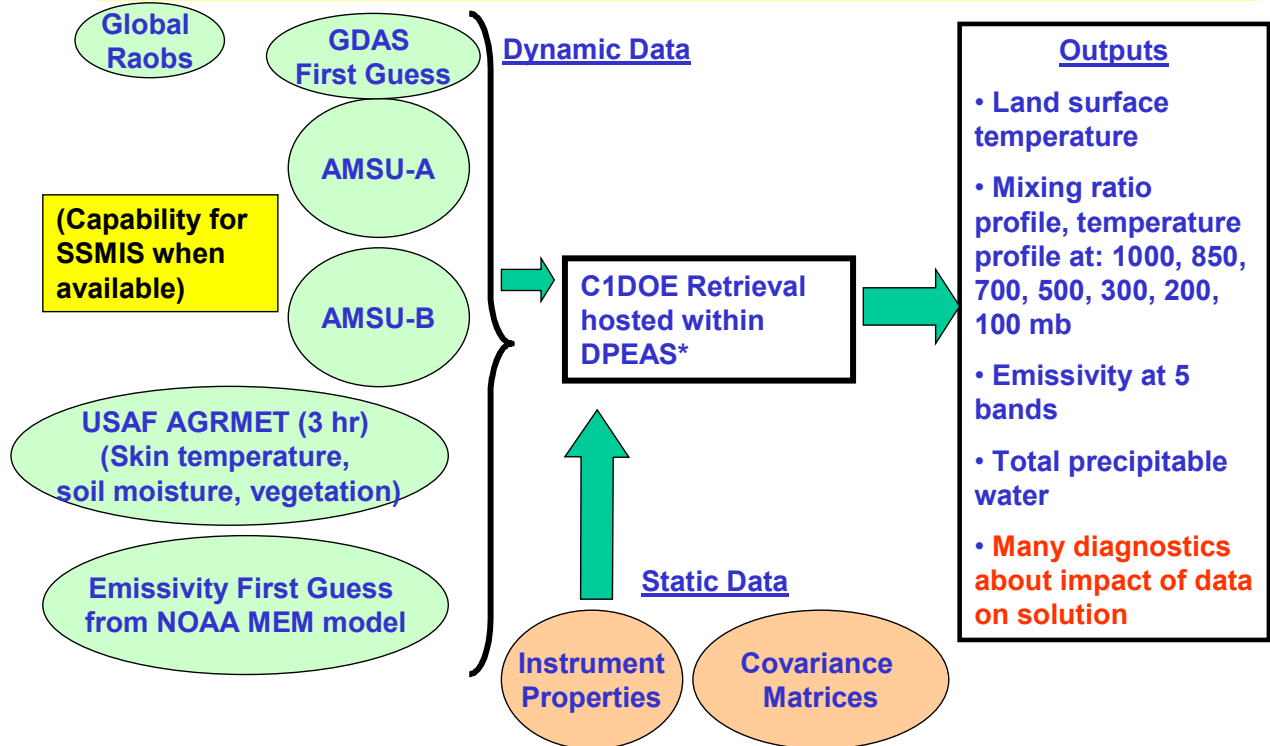 Global
Raobs
GDAS
First Guess
Dynamic Data
AMSU-A
(Capability for
SSMIS when
available)
AMSU-B
USAF AGRMET (3 hr)
(Skin temperature,
soil moisture, vegetation)
Emissivity First Guess
from NOAA MEM model
C1DOE Retrieval
hosted within
DPEAS*
Static Data
Instrument
Properties
Covariance
Matrices
Outputs
• Land surface
temperature
• Mixing ratio
profile, temperature
profile at: 1000, 850,
700, 500, 300, 200,
100 mb
• Emissivity at 5
bands
• Total precipitable
water
• Many diagnostics
about impact of data
on solution